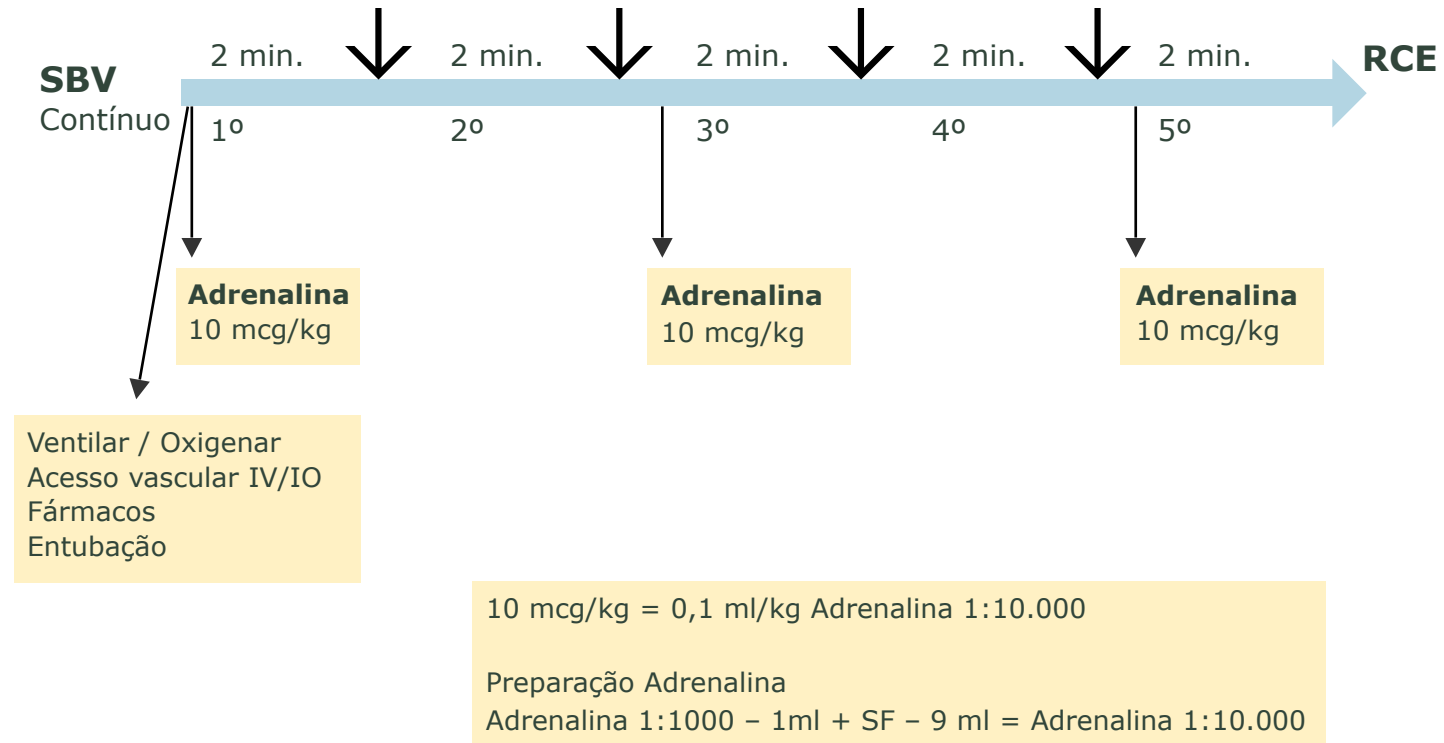 2 min.
2 min.
2 min.
2 min.
2 min.
SBV
Contínuo
RCE
1º
2º
3º
4º
5º
Adrenalina
10 mcg/kg
Adrenalina
10 mcg/kg
Adrenalina
10 mcg/kg
Ventilar / Oxigenar
Acesso vascular IV/IO
Fármacos
Entubação
10 mcg/kg = 0,1 ml/kg Adrenalina 1:10.000
Preparação Adrenalina
Adrenalina 1:1000 – 1ml + SF – 9 ml = Adrenalina 1:10.000